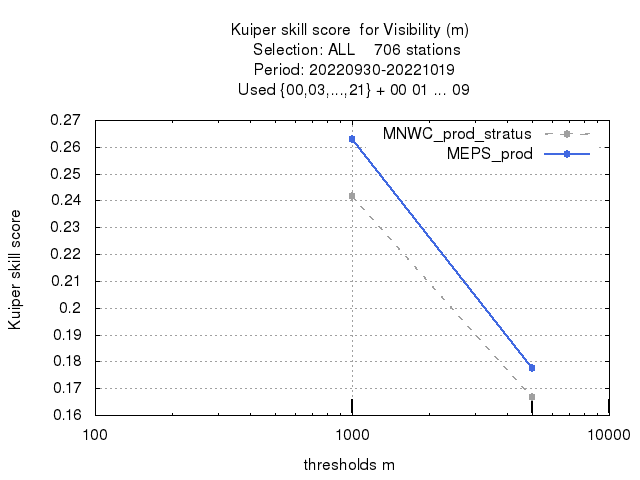 Kuiper skill score  for Visibility (m)
Selection: ALL    706 stations
Period: 20220930-20221019
Used {00,03,...,21} + 00 01 ... 09
MNWC_prod_stratus
MEPS_prod
0.27
0.26
0.25
0.24
0.23
0.22
0.21
0.2
0.19
0.18
0.17
0.16
Kuiper skill score
100
1000
10000
thresholds m